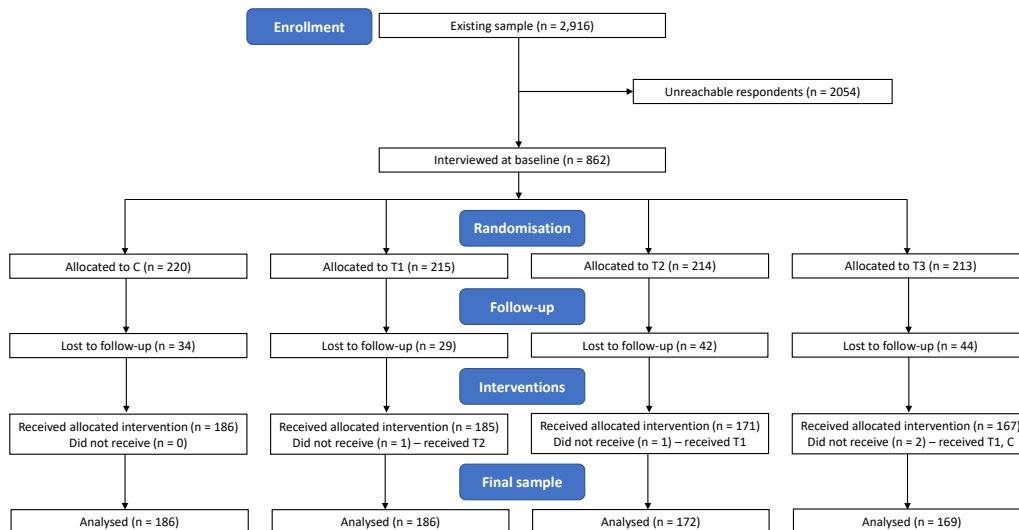 Enrollment
Existing sample (n = 2,916)
Unreachable respondents (n = 2054)
Interviewed at baseline (n = 862)
Randomisation
Allocated to C (n = 220)
Allocated to T1 (n = 215)
Allocated to T2 (n = 214)
Allocated to T3 (n = 213)
Follow-up
Lost to follow-up (n = 34)
Lost to follow-up (n = 29)
Lost to follow-up (n = 42)
Lost to follow-up (n = 44)
Interventions
Received allocated intervention (n = 186)
Did not receive (n = 0)
Received allocated intervention (n = 185)
Did not receive (n = 1) – received T2
Received allocated intervention (n = 171)
Did not receive (n = 1) – received T1
Received allocated intervention (n = 167)
Did not receive (n = 2) – received T1, C
Final sample
Analysed (n = 186)
Analysed (n = 186)
Analysed (n = 172)
Analysed (n = 169)